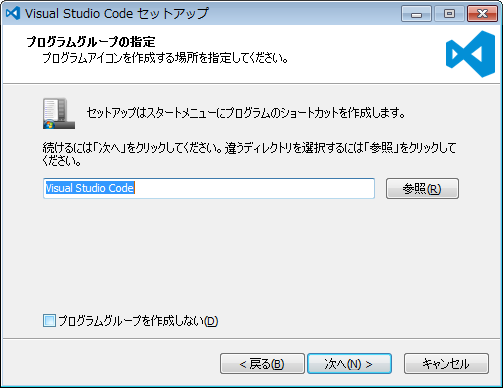 Visual Studio Code セットアップ
プログラムグループの指定
プログラムアイコンを作成する場所を指定してください。
セットアップはスタートメニューにプログラムのショートカットを作成します。
続けるには「次へ」をクリックしてください。違うディレクトリを選択するには「参照」をクリックして
ください。
Visual Studio Code
参照(R)
プログラムグループを作成しない(D)
< 戻る(B)
次へ(N) >
キャンセル